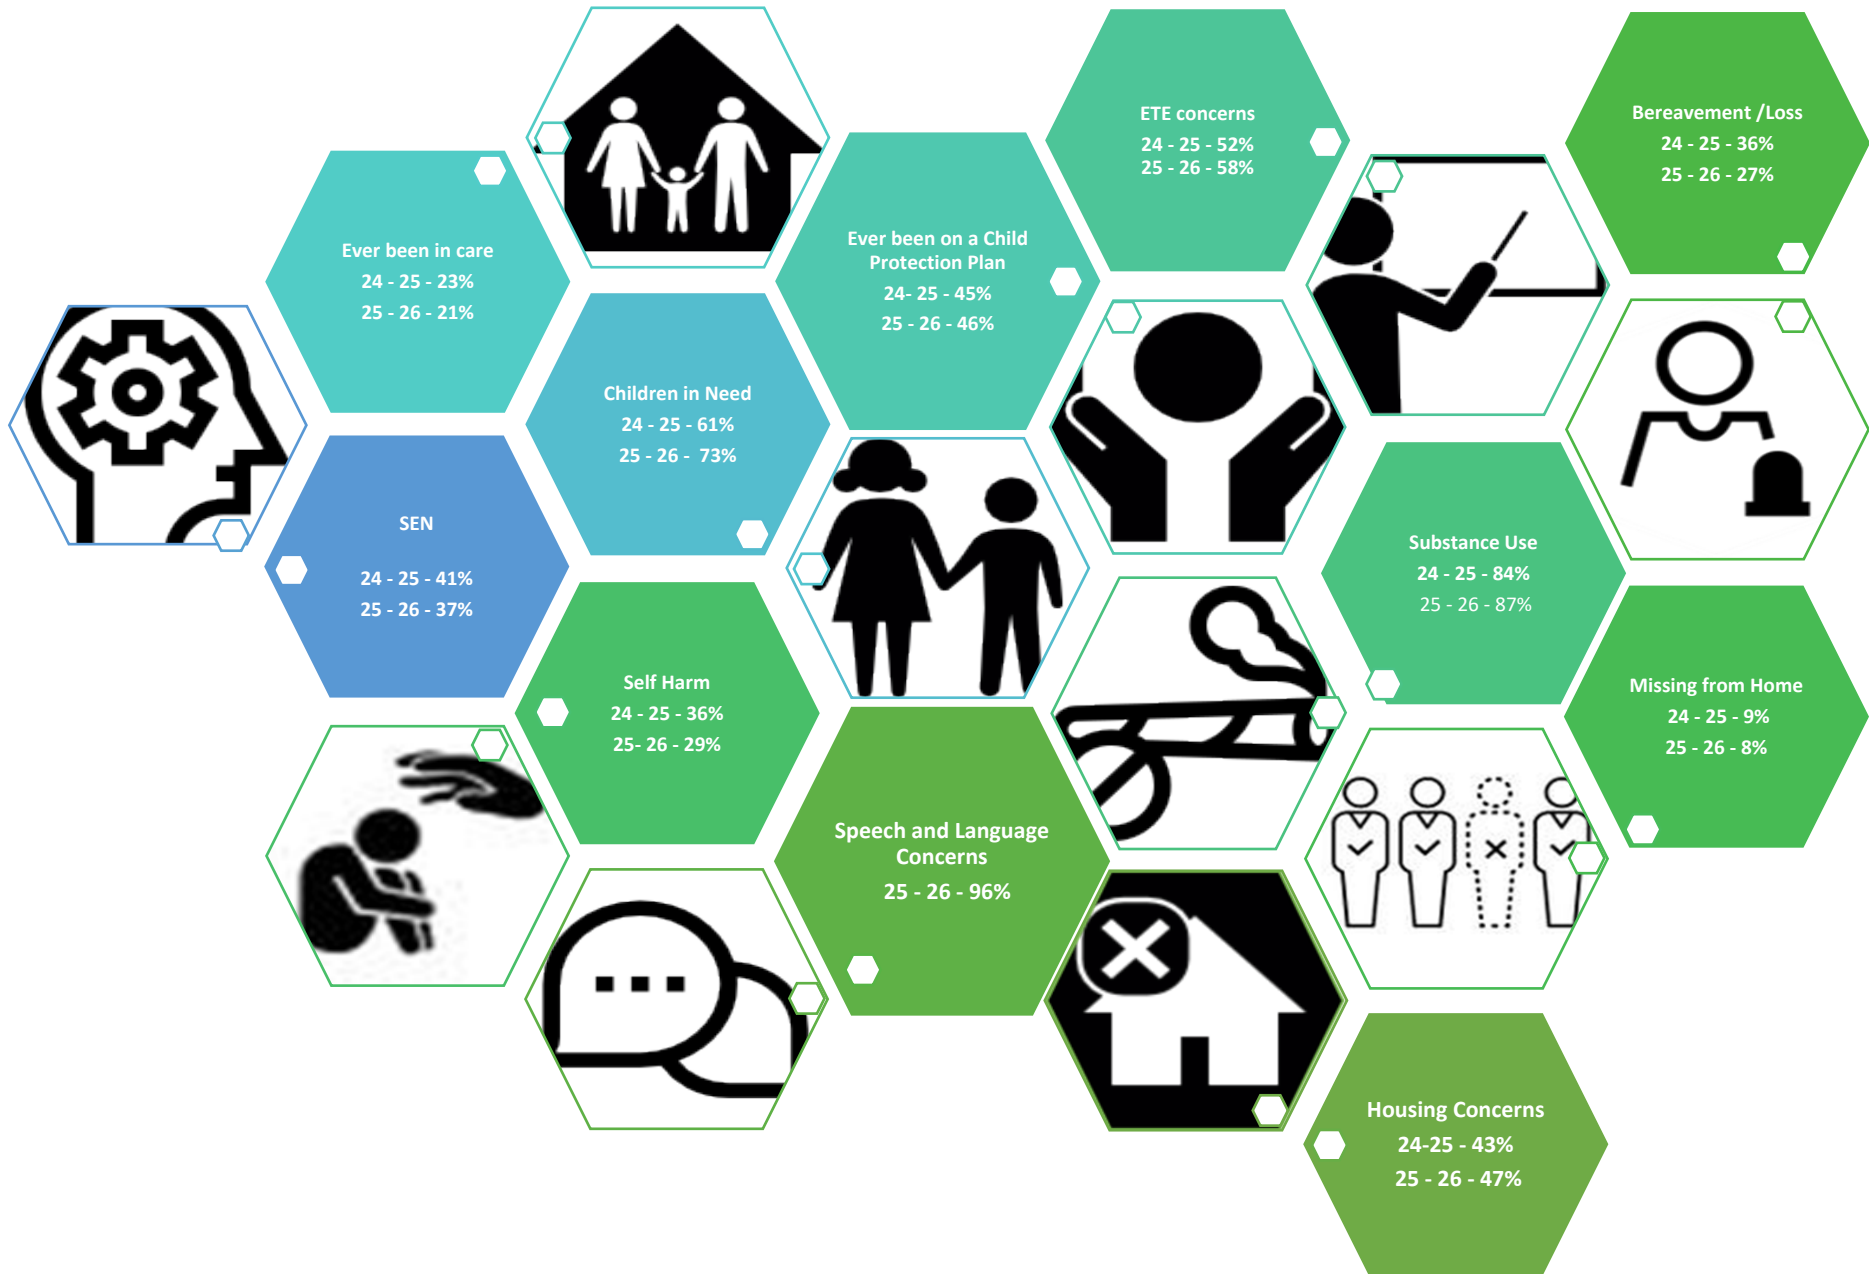 ETE concerns
24 - 25 - 52%
25 - 26 - 58%
Bereavement /Loss
24 - 25 - 36%
25 - 26 - 27%
Ever been in care
24 - 25 - 23%
25 - 26 - 21%
Ever been on a Child
Protection Plan
24- 25 - 45%
25 - 26 - 46%
Children in Need
24 - 25 - 61%
25 - 26 - 73%
SEN
24 - 25 - 41%
25 - 26 - 37%
Substance Use
24 - 25 - 84%
25 - 26 - 87%
Self Harm
24 - 25 - 36%
25- 26 - 29%
Missing from Home
24 - 25 - 9%
25 - 26 - 8%
Speech and Language
Concerns
25 - 26 - 96%
Housing Concerns
24-25 - 43%
25 - 26 - 47%